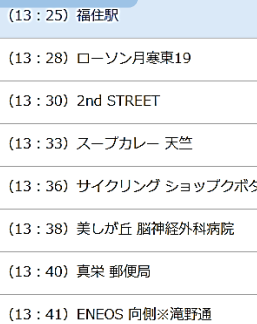 （13：25）福住駅
（13：28）ローソン月寒東19
（13：30）2nd STREET
（13：33）スープカレー 天竺
（13：36）サイクリング ショップクボタ
（13：38）美しが丘 脳神経外科病院
（13：40）真栄 郵便局
（13：41）ENEOS 向側※滝野通